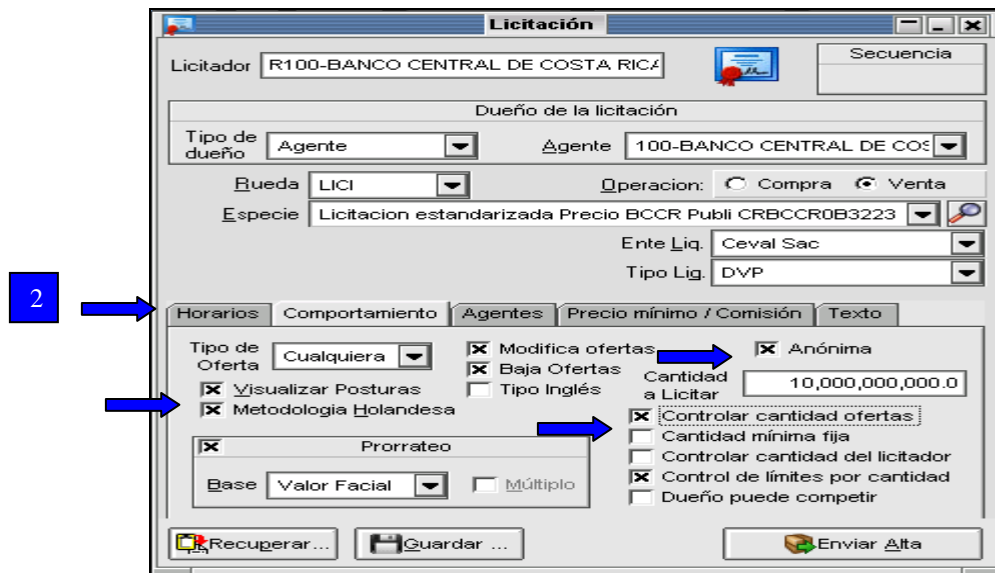 Licitación
Licitador R100-BANCO CENTRAL DE COSTA RICA
Secuencia
Dueño de la licitación
Tipo de dueño Agente Agente 100-BANCO CENTRAL DE COS
Rueda LICI Operacion: Compra Venta
Especie Licitacion estandarizada Precio BCCR Publi CRBCCR0B3223
Ente Liq. Ceval Sac
Tipo Liq. DVP
2
Horarios Comportamiento Agentes Precio mínimo / Comisión Texto
Tipo de Oferta Cualquiera
Visualizar Posturas
Metodologia Holandesa
Modifica ofertas
Baja Ofertas
Tipo Inglés
Anónima
Cantidad a Licitar 10,000,000,000.0
Controlar cantidad ofertas
Cantidad mínima fija
Controlar cantidad del licitador
Control de límites por cantidad
Dueño puede competir
Prorrateo
Base Valor Facial Múltiplo
Recuperar... Guardar ... Enviar Alta